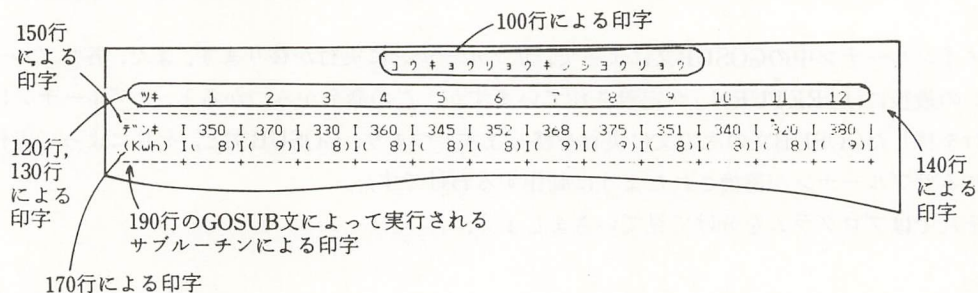 100行による印字
150行
による
印字
コウキョウリョウキンシヨウリョウ
ツキ 1 2 3 4 5 6 7 8 9 10 11 12
デンキ I 350 I 370 I 330 I 360 I 345 I 352 I 368 I 375 I 351 I 340 I 320 I 380 I
(Kwh) I( 8)I( 9)I( 8)I( 8)I( 8)I( 8)I( 9)I( 9)I( 8)I( 8)I( 8)I( 9)I
120行,
130行
による
印字
140行
による
印字
190行のGOSUB文によって実行される
サブルーチンによる印字
170行による印字